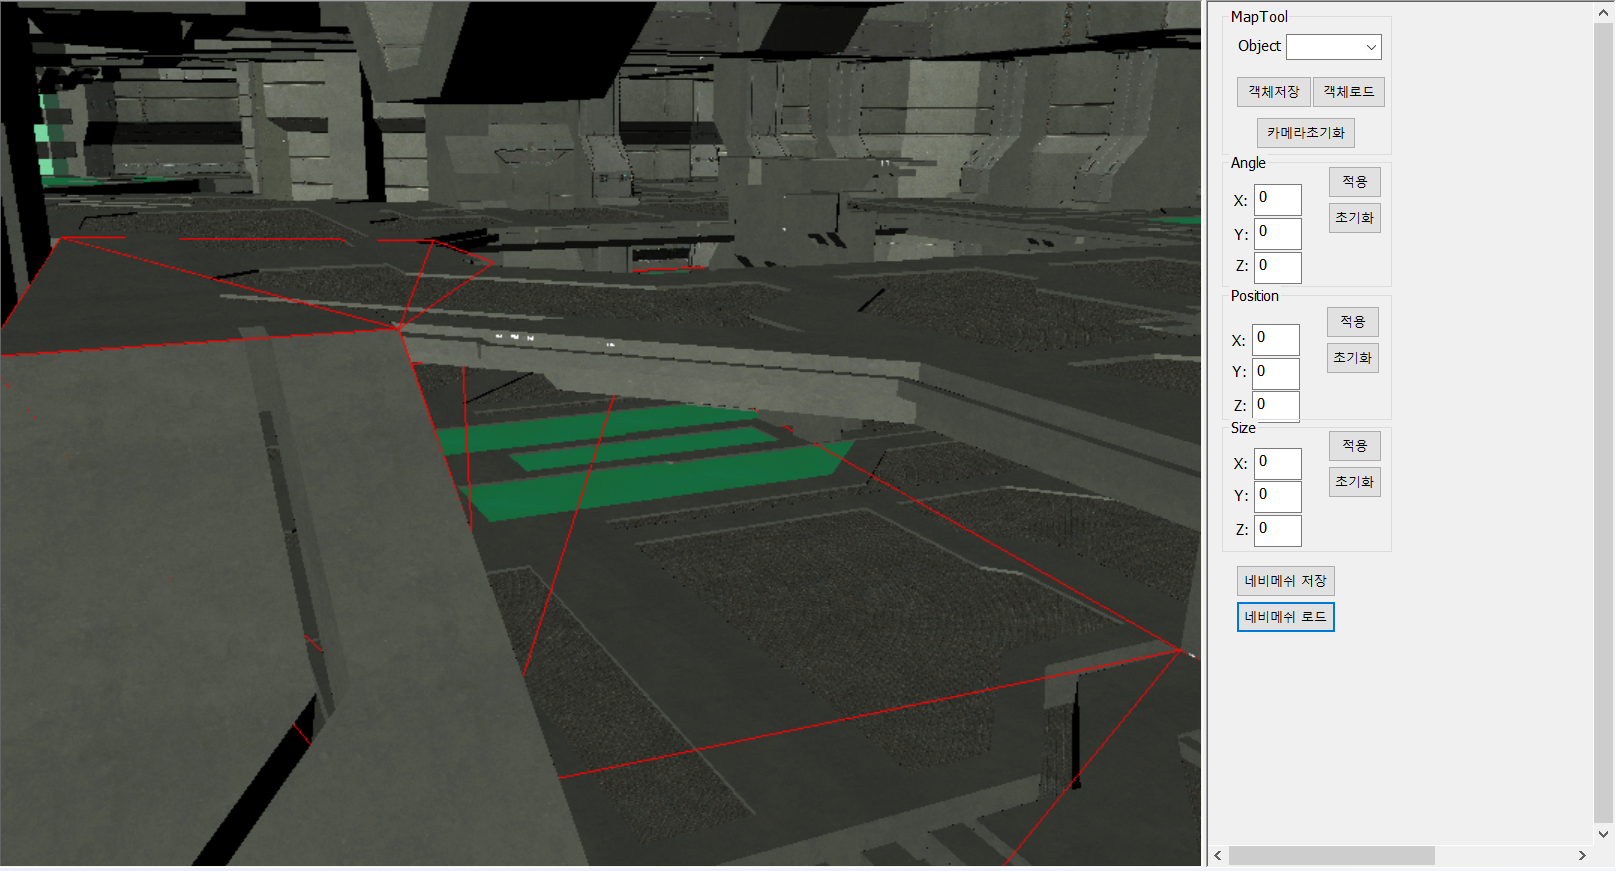 MapTool
Object
객체저장 객체로드
카메라초기화
Angle
X: 0 적용
Y: 0 초기화
Z: 0
Position
X: 0 적용
Y: 0 초기화
Z: 0
Size
X: 0 적용
Y: 0 초기화
Z: 0
네비메쉬 저장
네비메쉬 로드